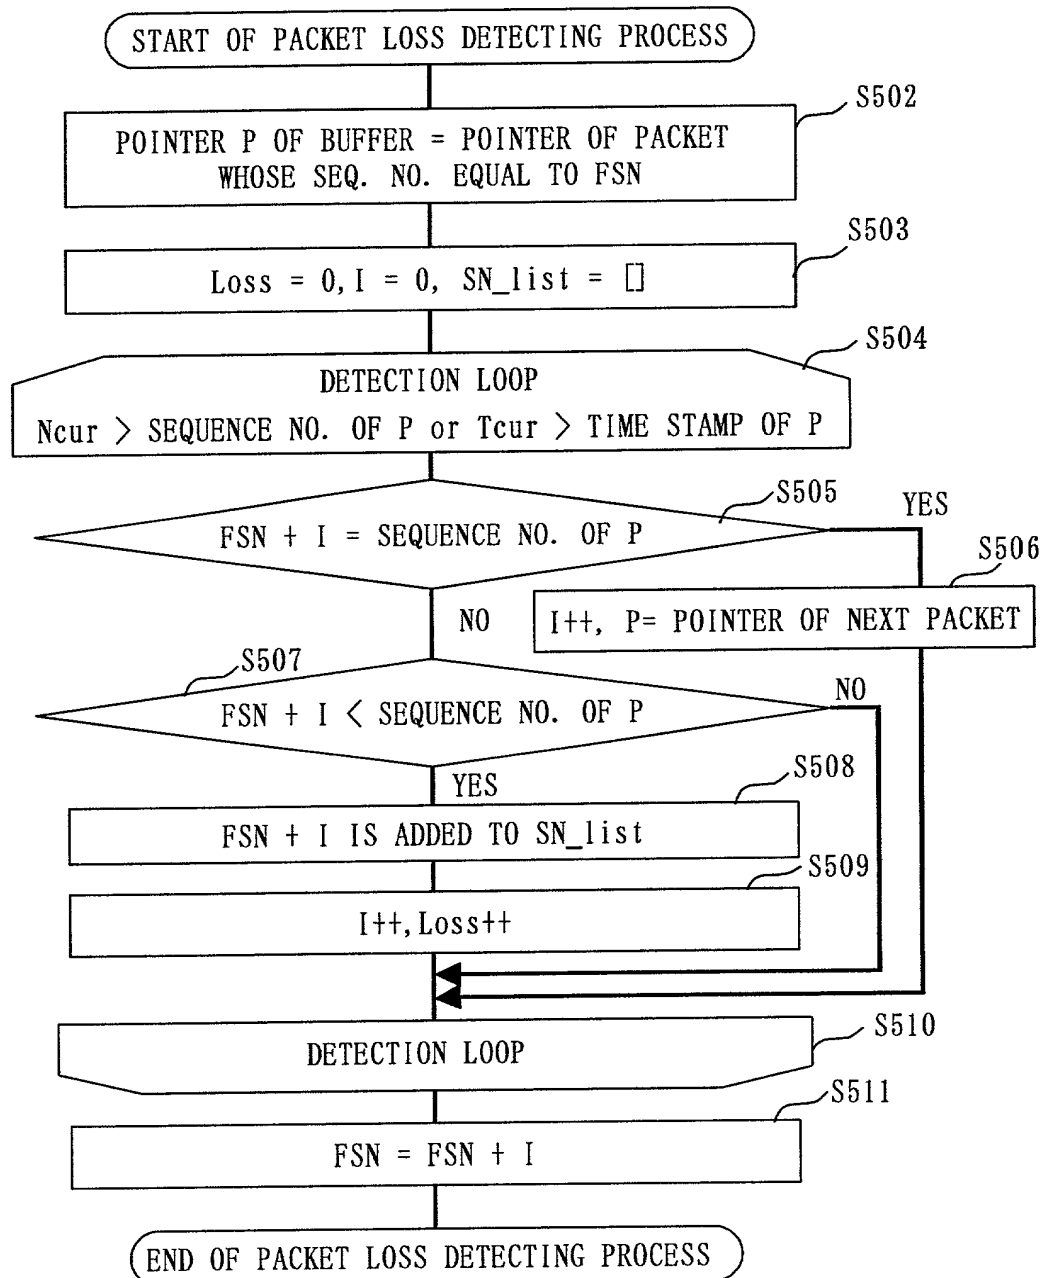 START OF PACKET LOSS DETECTING PROCESS
S502
POINTER P OF BUFFER = POINTER OF PACKET
WHOSE SEQ. NO. EQUAL TO FSN
S503
Loss = 0, I = 0, SN_list = []
S504
DETECTION LOOP
Ncur > SEQUENCE NO. OF P or Tcur > TIME STAMP OF P
S505
YES
FSN + I = SEQUENCE NO. OF P
S506
NO
I++, P= POINTER OF NEXT PACKET
S507
NO
FSN + I < SEQUENCE NO. OF P
YES
S508
FSN + I IS ADDED TO SN_list
S509
I++, Loss++
S510
DETECTION LOOP
S511
FSN = FSN + I
END OF PACKET LOSS DETECTING PROCESS